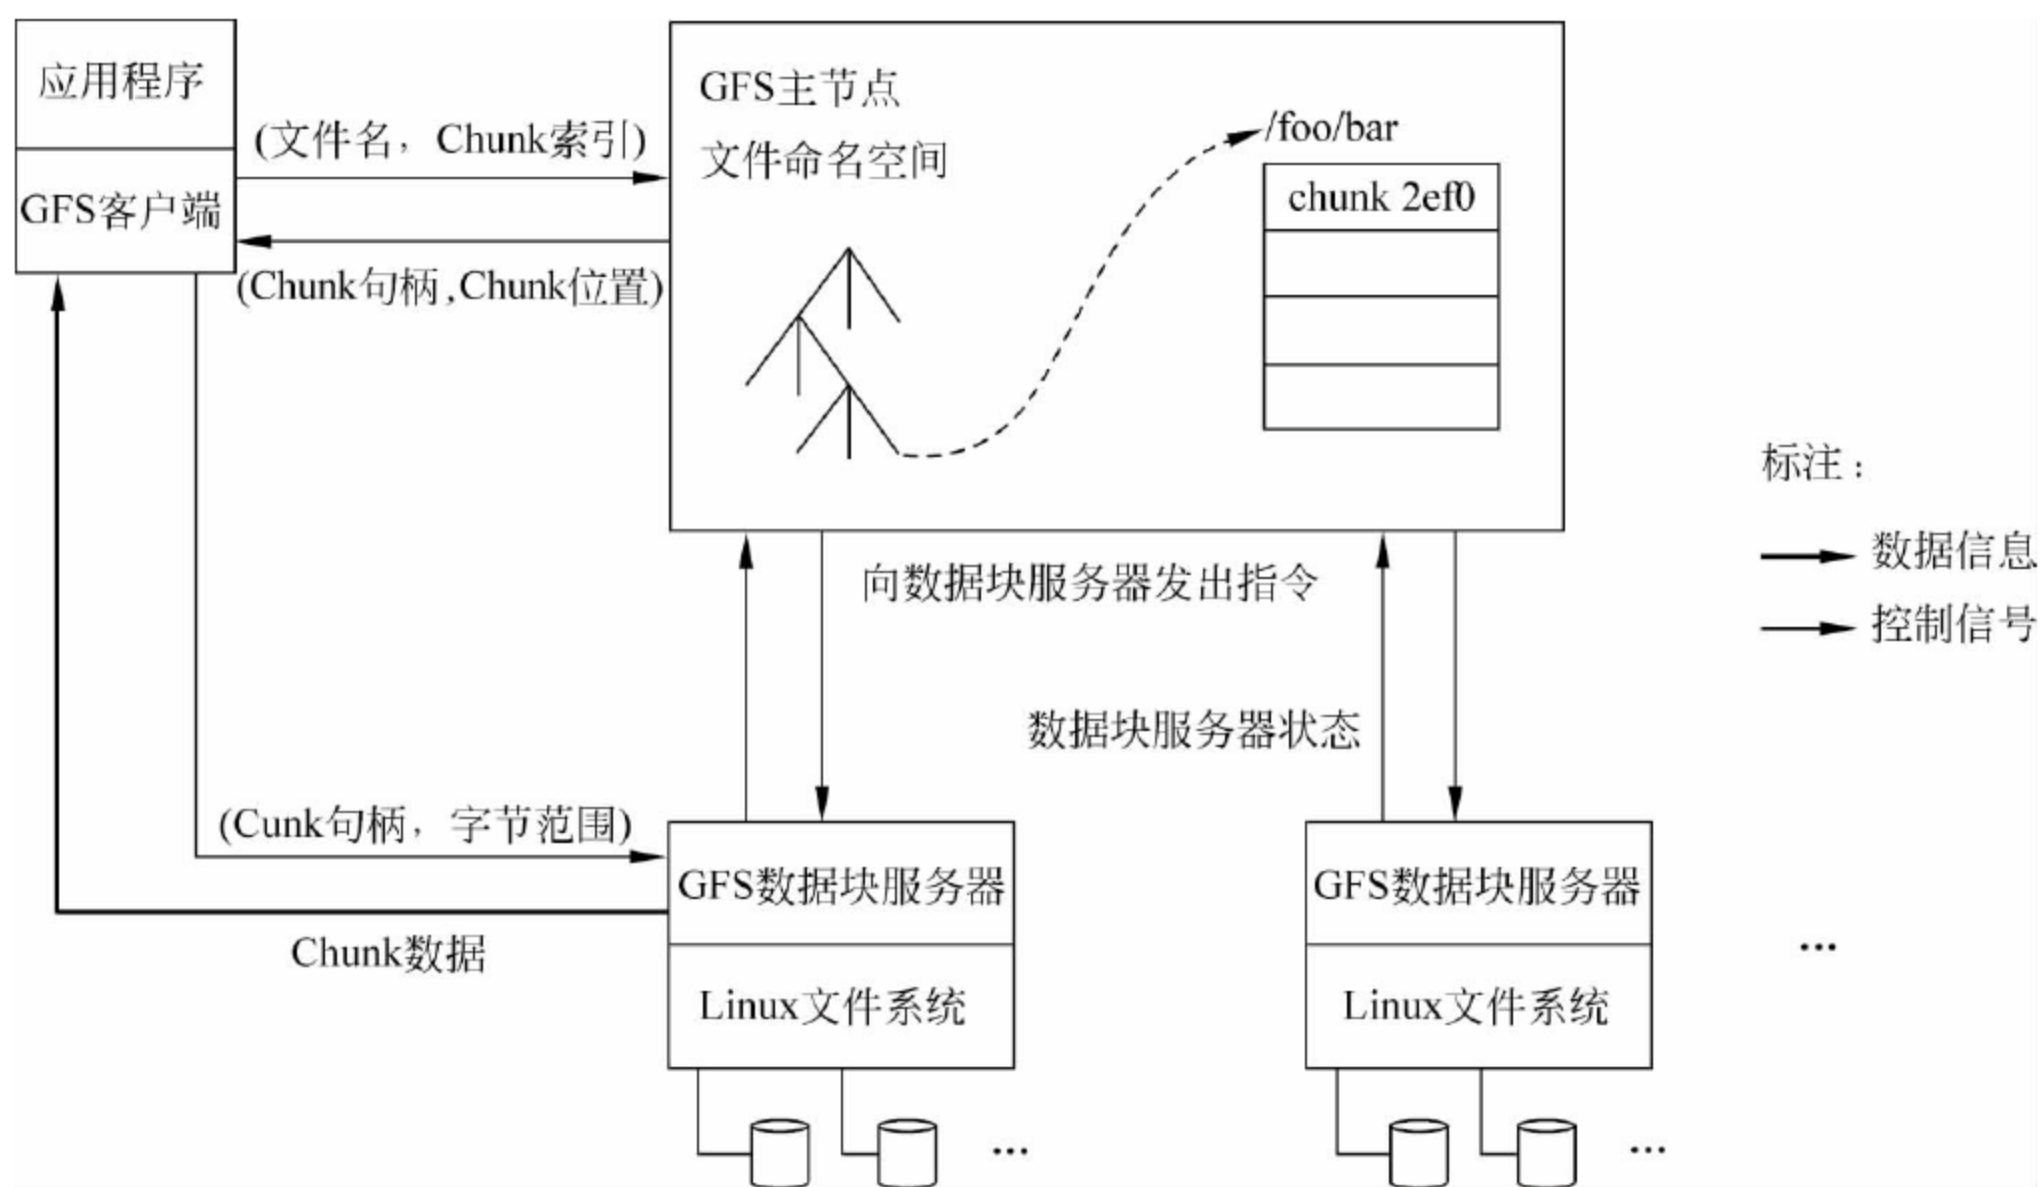 应用程序
GFS客户端
(文件名，Chunk索引)
(Chunk句柄,Chunk位置)
GFS主节点
文件命名空间
/foo/bar
chunk 2ef0
标注：
数据信息
控制信号
向数据块服务器发出指令
数据块服务器状态
(Cunk句柄，字节范围)
Chunk数据
GFS数据块服务器
Linux文件系统
...
GFS数据块服务器
Linux文件系统
...
...